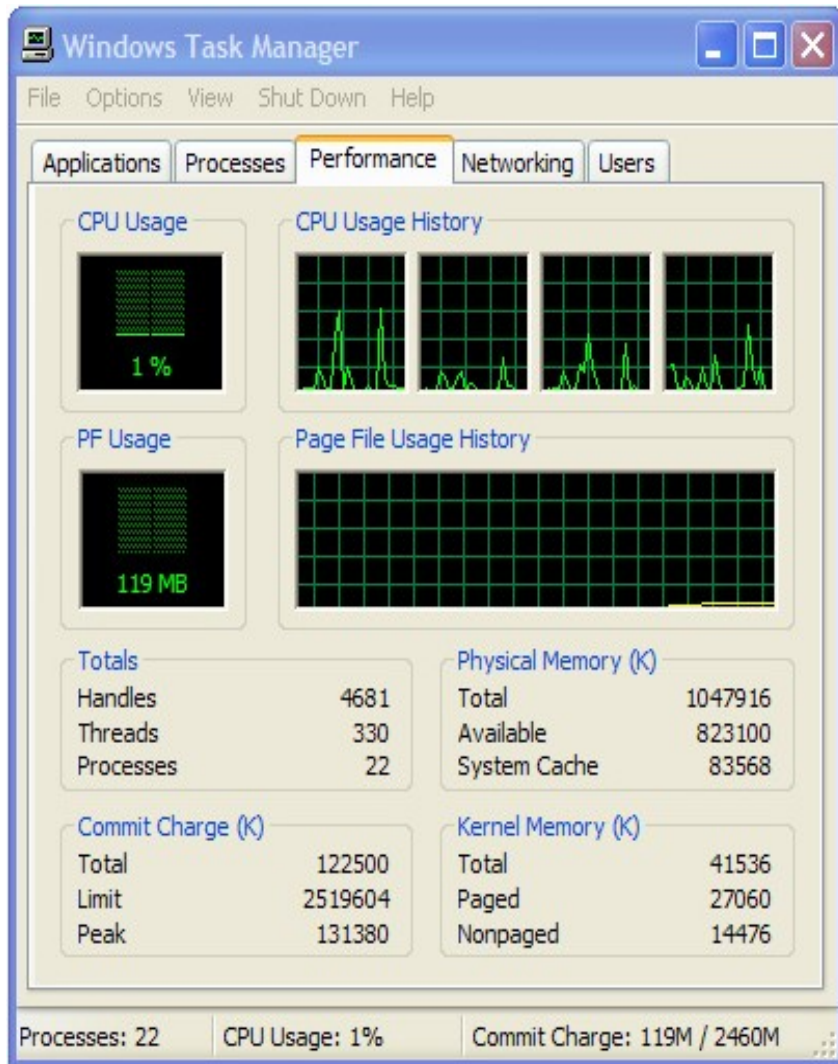 Windows Task Manager
File Options View Shut Down Help
Applications Processes Performance Networking Users
CPU Usage
CPU Usage History
1 %
PF Usage
Page File Usage History
119 MB
Totals
Handles 4681
Threads 330
Processes 22
Physical Memory (K)
Total 1047916
Available 823100
System Cache 83568
Commit Charge (K)
Total 122500
Limit 2519604
Peak 131380
Kernel Memory (K)
Total 41536
Paged 27060
Nonpaged 14476
Processes: 22 CPU Usage: 1% Commit Charge: 119M / 2460M